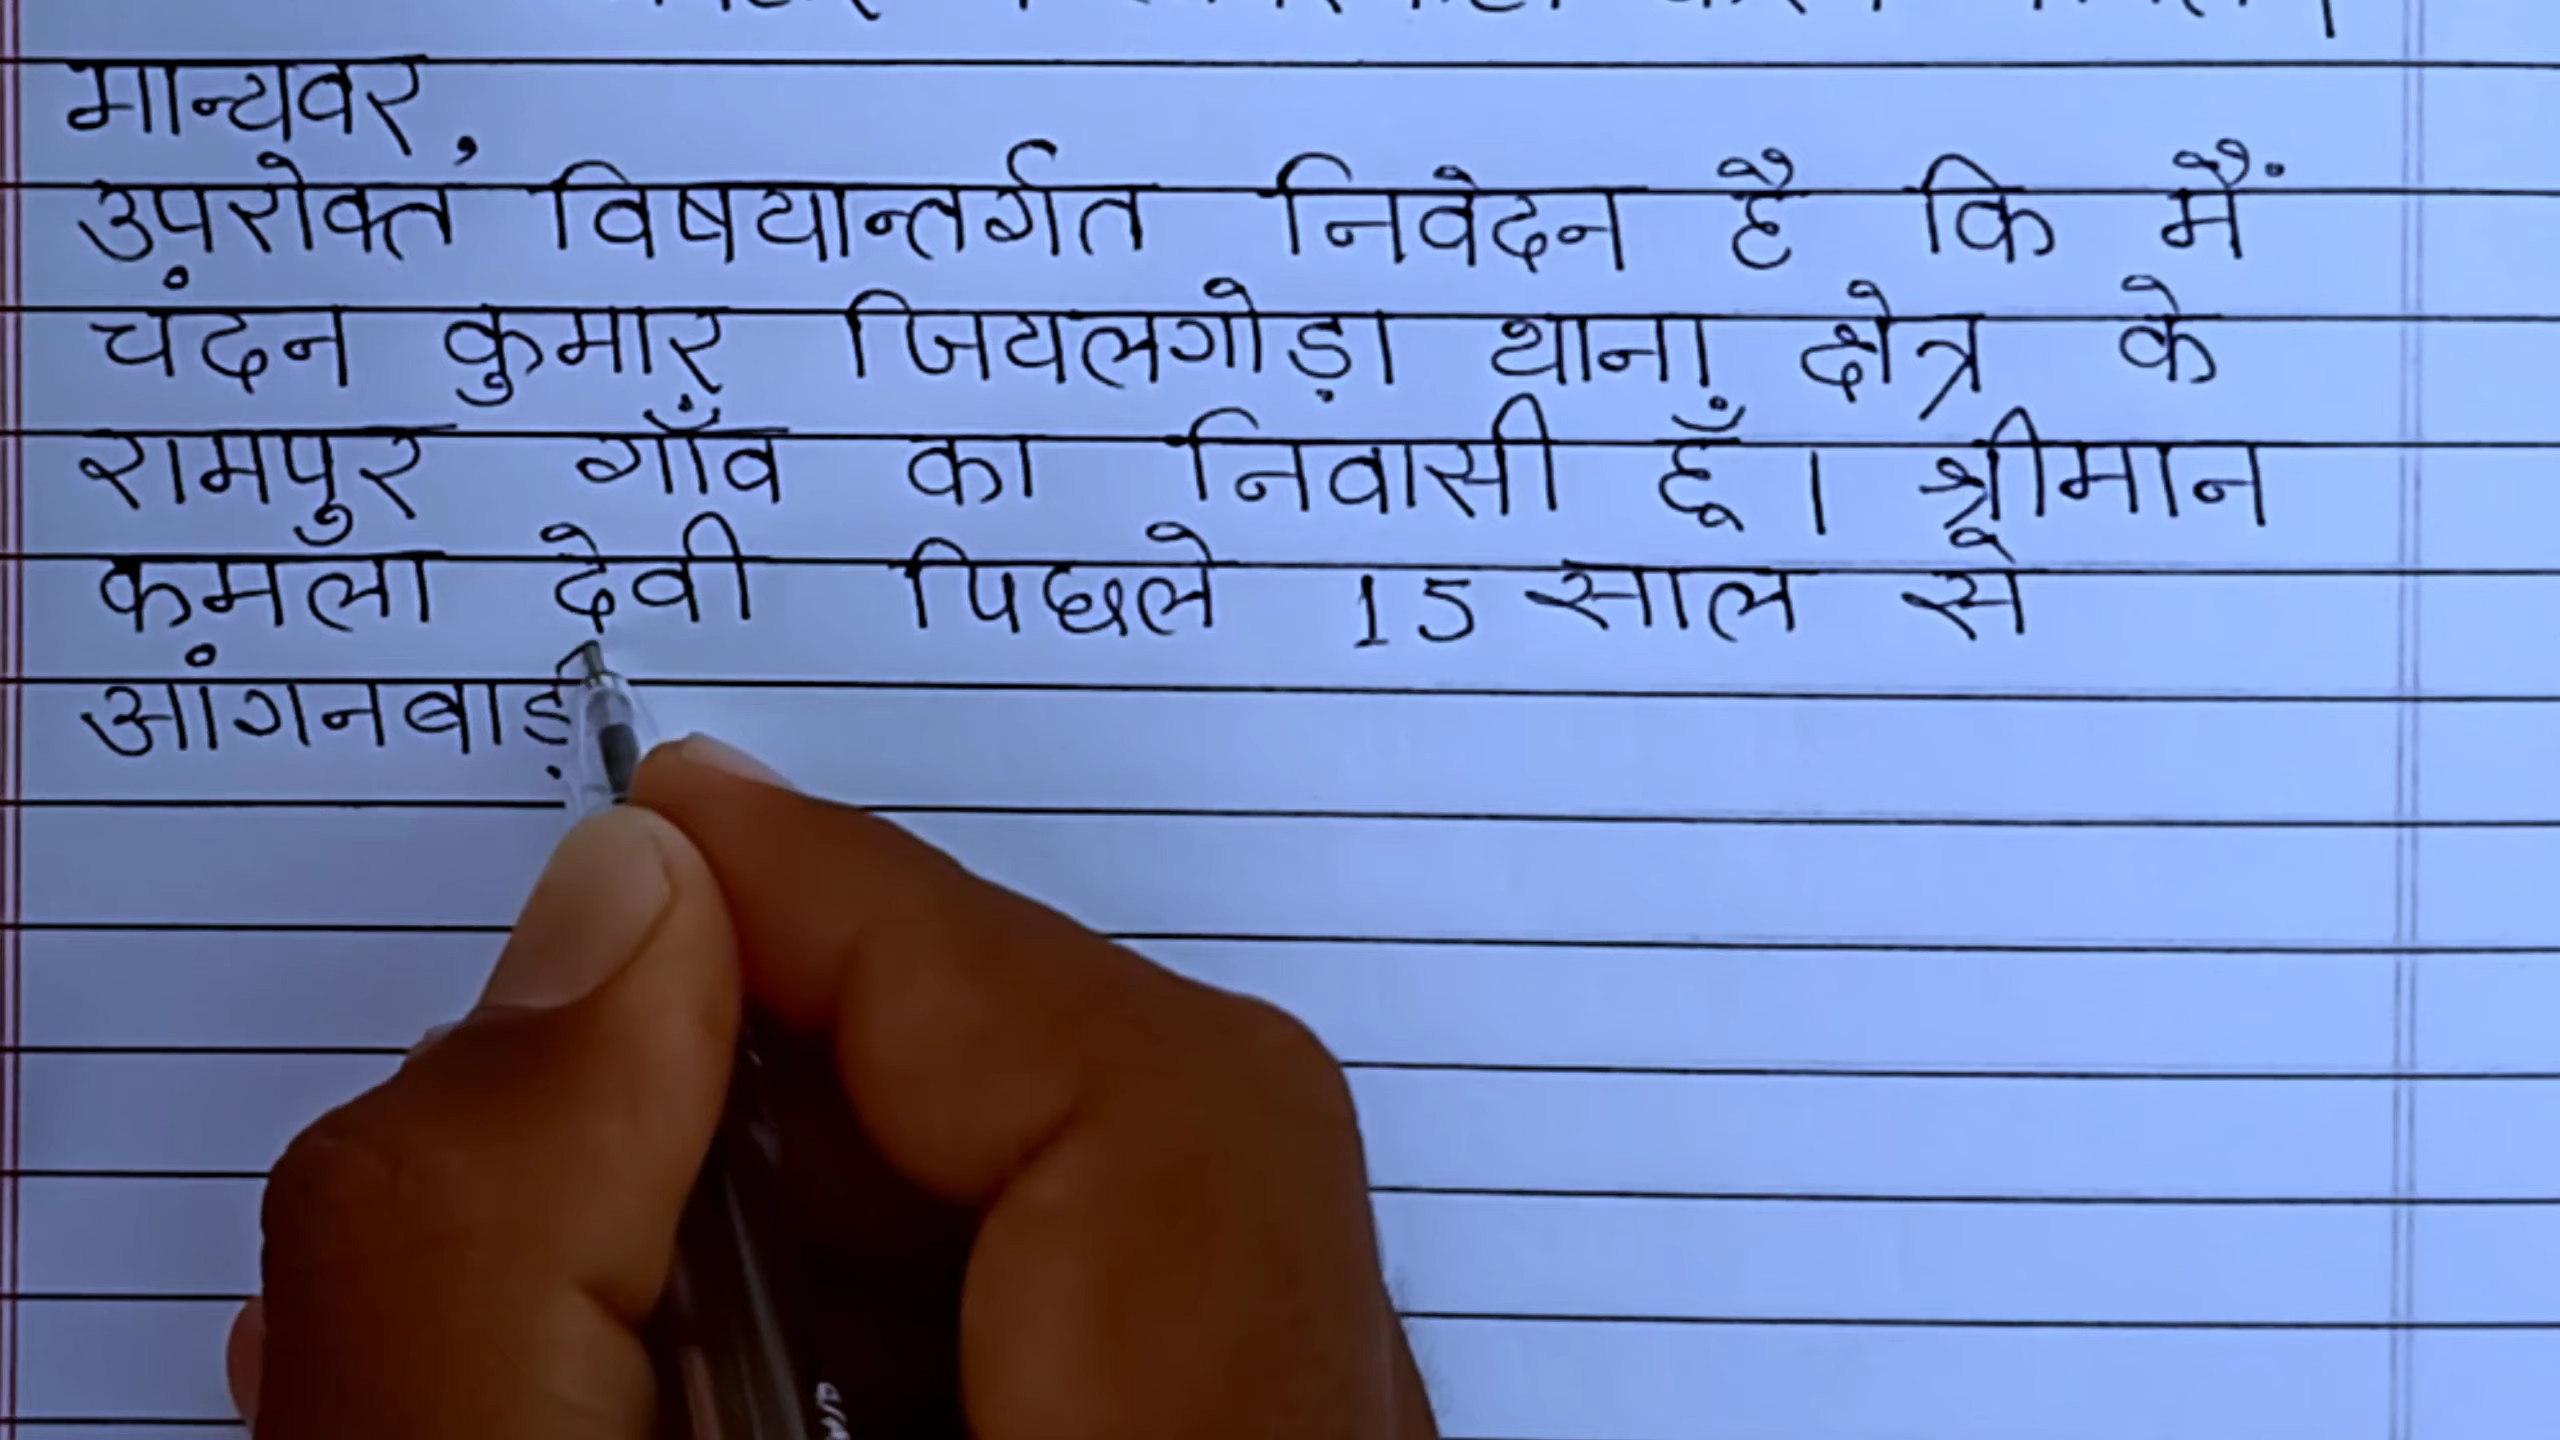 मान्यवर,
उपरोक्त विषयान्तर्गत निवेदन है कि मैं
चंदन कुमार जियलगोड़ा थाना क्षेत्र के
रामपुर गाँव का निवासी हूँ। श्रीमान
कमला देवी पिछले 15 साल से
आंगनबाड़